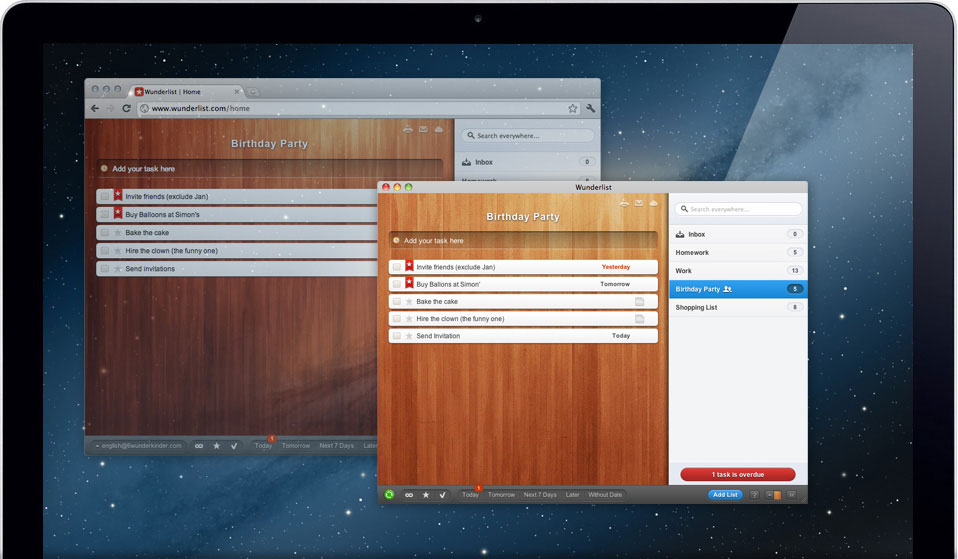 Wunderlist | Home
www.wunderlist.com/home
Birthday Party
Add your task here
Invite friends (exclude Jan)
Buy Balloons at Simon's
Bake the cake
Hire the clown (the funny one)
Send invitations
Search everywhere...
Inbox 0
Homework 5
english@6wunderkinder.com
Today 1 Tomorrow Next 7 Days Later
Wunderlist
Birthday Party
Add your task here
Invite friends (exclude Jan) Yesterday
Buy Ballons at Simon' Tomorrow
Bake the cake
Hire the clown (the funny one)
Send Invitation Today
Search everywhere...
Inbox 0
Homework 5
Work 13
Birthday Party 5
Shopping List 8
1 task is overdue
Today 1 Tomorrow Next 7 Days Later Without Date
Add List
?